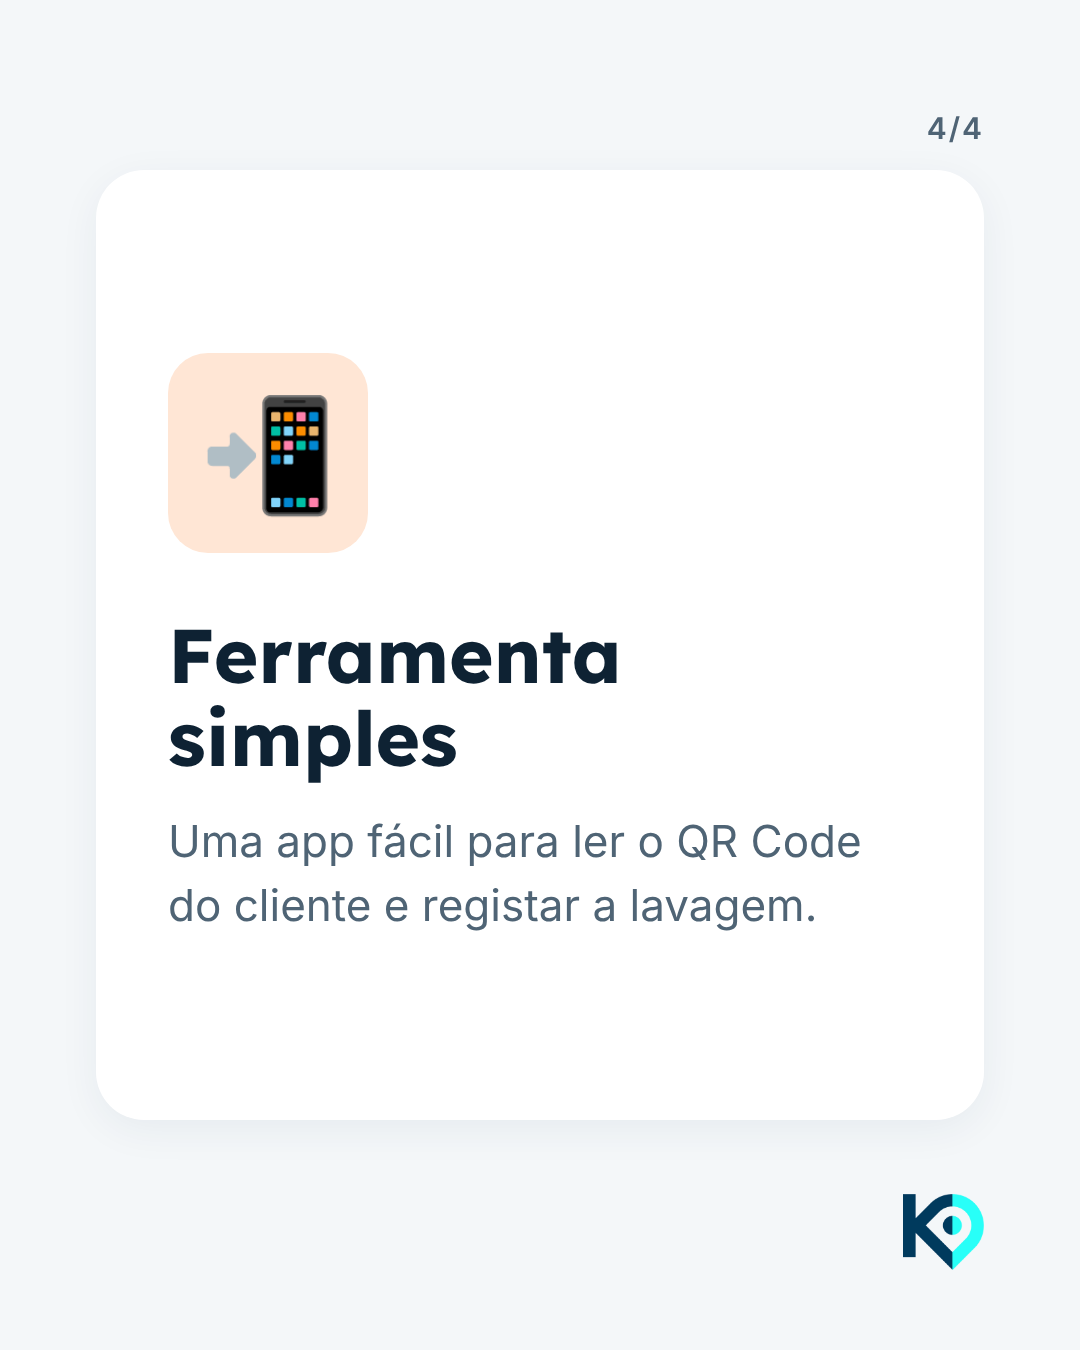 4/4
Ferramenta
simples
Uma app fácil para ler o QR Code
do cliente e registar a lavagem.